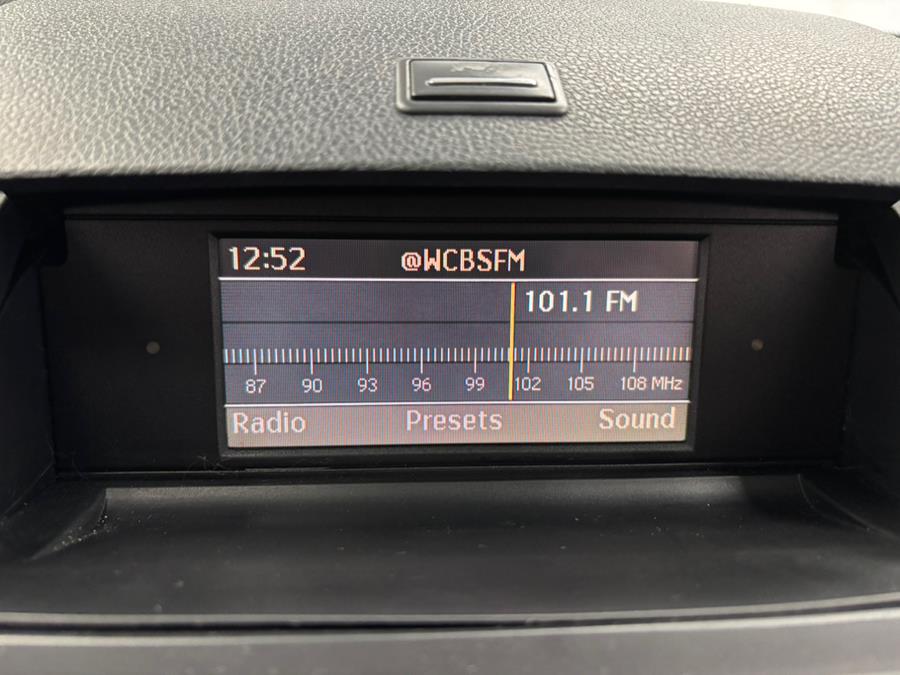 12:52 @WCBSFM
101.1 FM
87 90 93 96 99 102 105 108 MHz
Radio Presets Sound